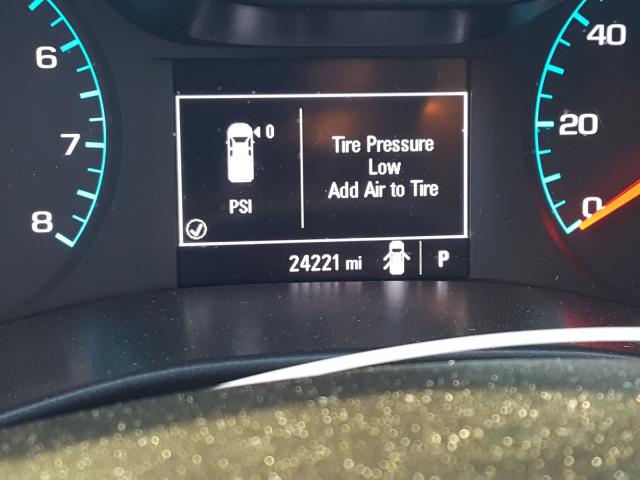 6
7
8
0
PSI
Tire Pressure
Low
Add Air to Tire
24221 mi
P
40
20
0